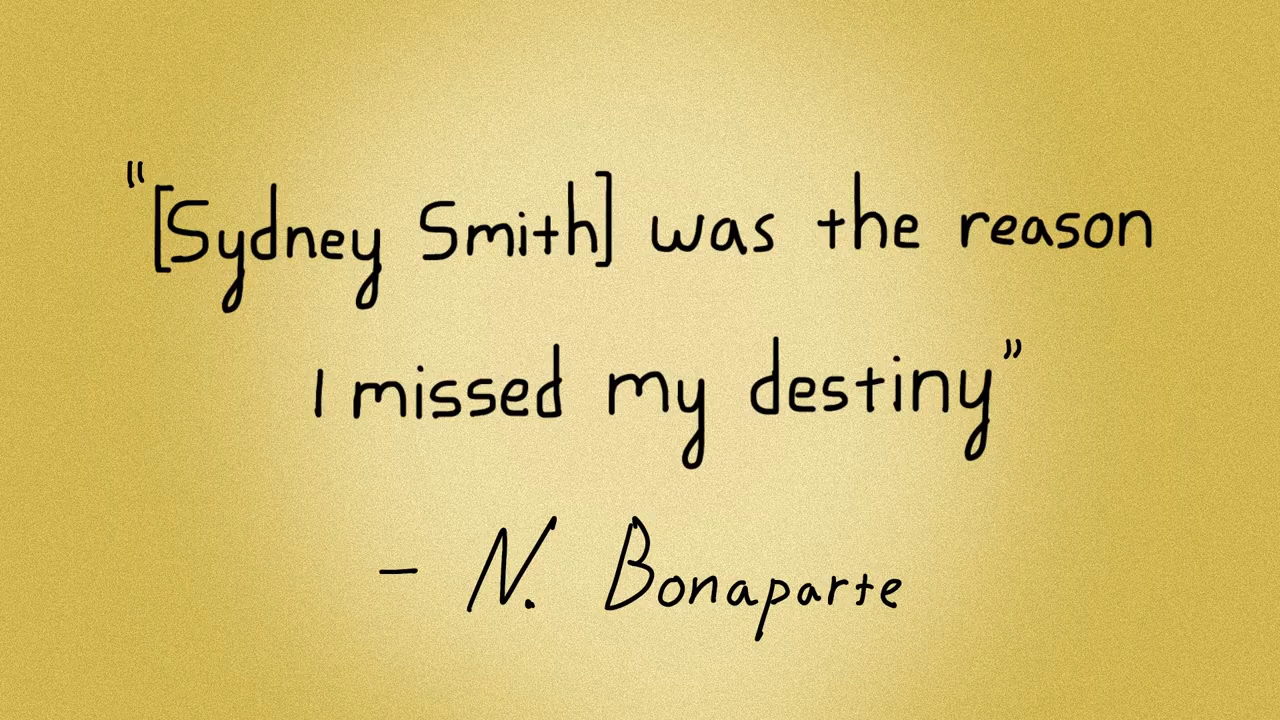 "[Sydney Smith] was the reason
I missed my destiny"
- N. Bonaparte